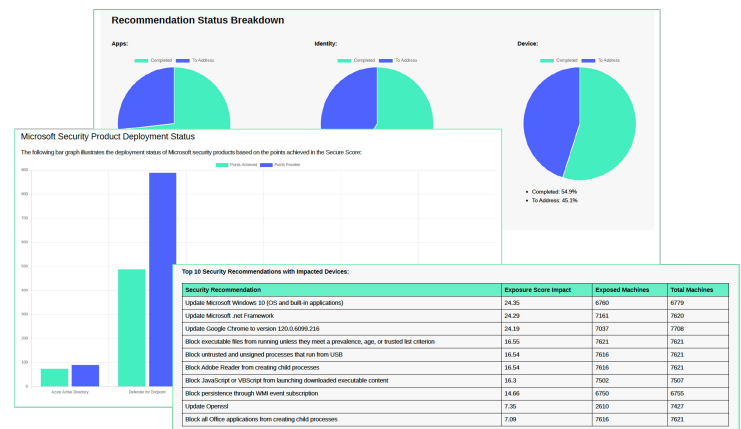 Recommendation Status Breakdown
Apps:
Identity:
Device:
Completed To Address
Completed To Address
Completed To Address
Completed: 54.9%
To Address: 45.1%
Microsoft Security Product Deployment Status
The following bar graph illustrates the deployment status of Microsoft security products based on the points achieved in the Secure Score:
Points Achieved Points Possible
900
800
700
600
500
400
300
200
100
0
Azure Active Directory
Defender for Endpoint
Top 10 Security Recommendations with Impacted Devices:
Security Recommendation Exposure Score Impact Exposed Machines Total Machines
Update Microsoft Windows 10 (OS and built-in applications) 24.35 6760 6779
Update Microsoft .net Framework 24.29 7161 7620
Update Google Chrome to version 120.0.6099.216 24.19 7037 7708
Block executable files from running unless they meet a prevalence, age, or trusted list criterion 16.55 7621 7621
Block untrusted and unsigned processes that run from USB 16.54 7616 7621
Block Adobe Reader from creating child processes 16.54 7616 7621
Block JavaScript or VBScript from launching downloaded executable content 16.3 7502 7507
Block persistence through WMI event subscription 14.66 6750 6755
Update Openssl 7.35 2610 7427
Block all Office applications from creating child processes 7.09 7616 7621